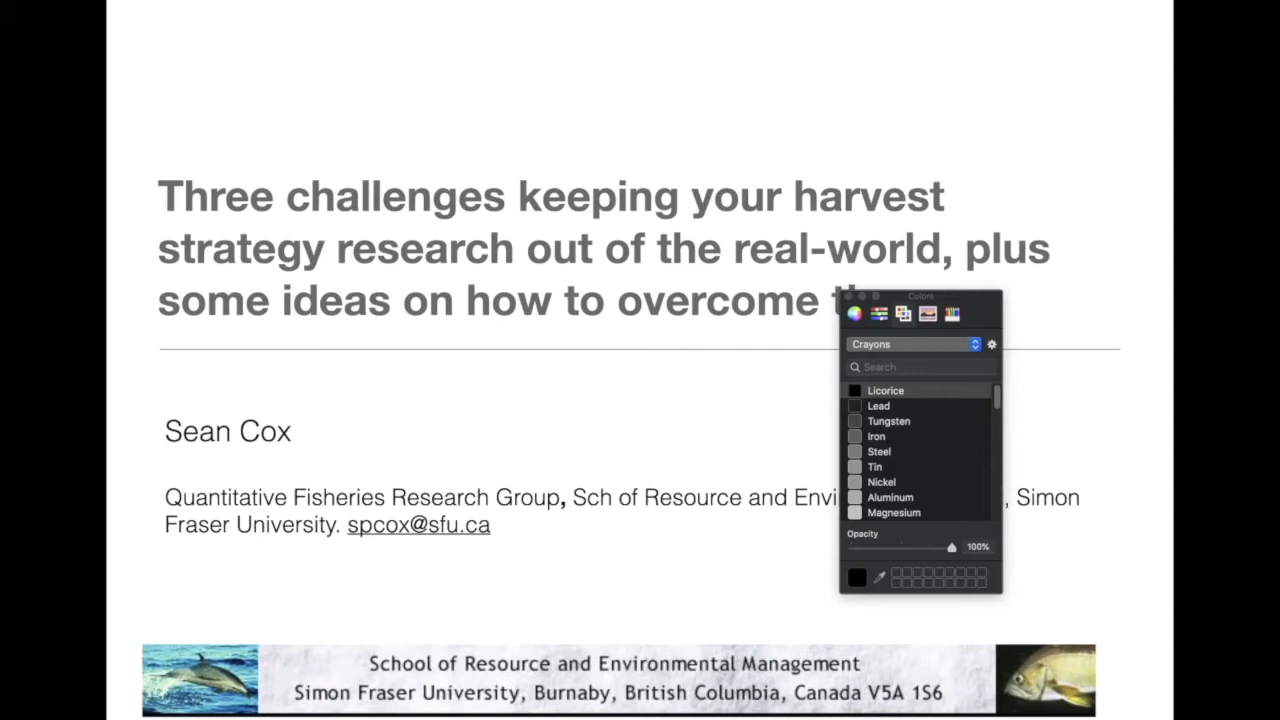 Three challenges keeping your harvest
strategy research out of the real-world, plus
some ideas on how to overcome
Colors
Crayons
Search
Licorice
Lead
Tungsten
Iron
Steel
Tin
Nickel
Aluminum
Magnesium
Opacity
100%
Sean Cox
Quantitative Fisheries Research Group, Sch of Resource and , Simon
Fraser University. spcox@sfu.ca
School of Resource and Environmental Management
Simon Fraser University, Burnaby, British Columbia, Canada V5A 1S6